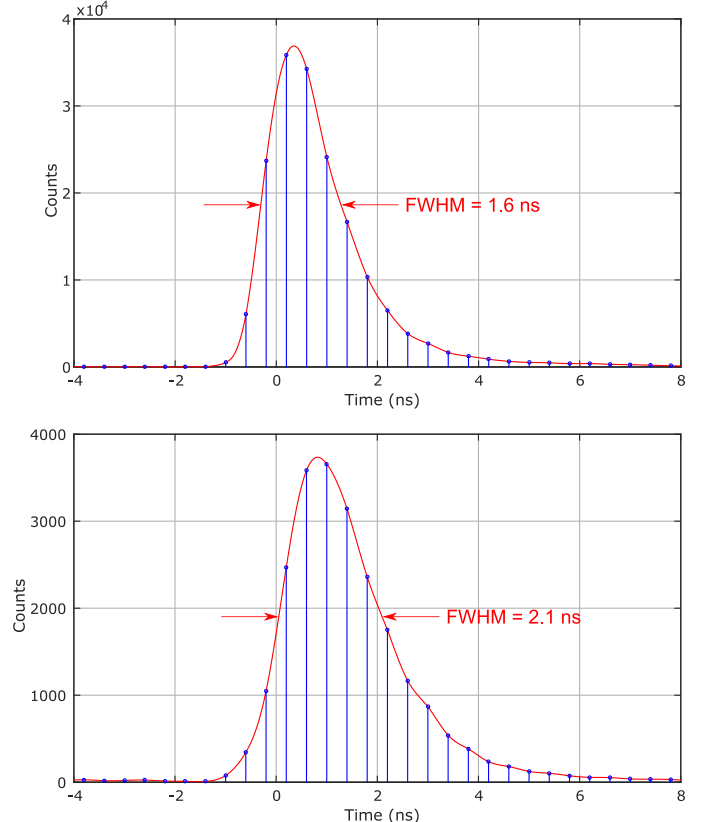 ×10⁴
4
3
2
1
0
Counts
FWHM = 1.6 ns
-4 -2 0 2 4 6 8
Time (ns)
4000
3000
2000
1000
0
Counts
FWHM = 2.1 ns
-4 -2 0 2 4 6 8
Time (ns)